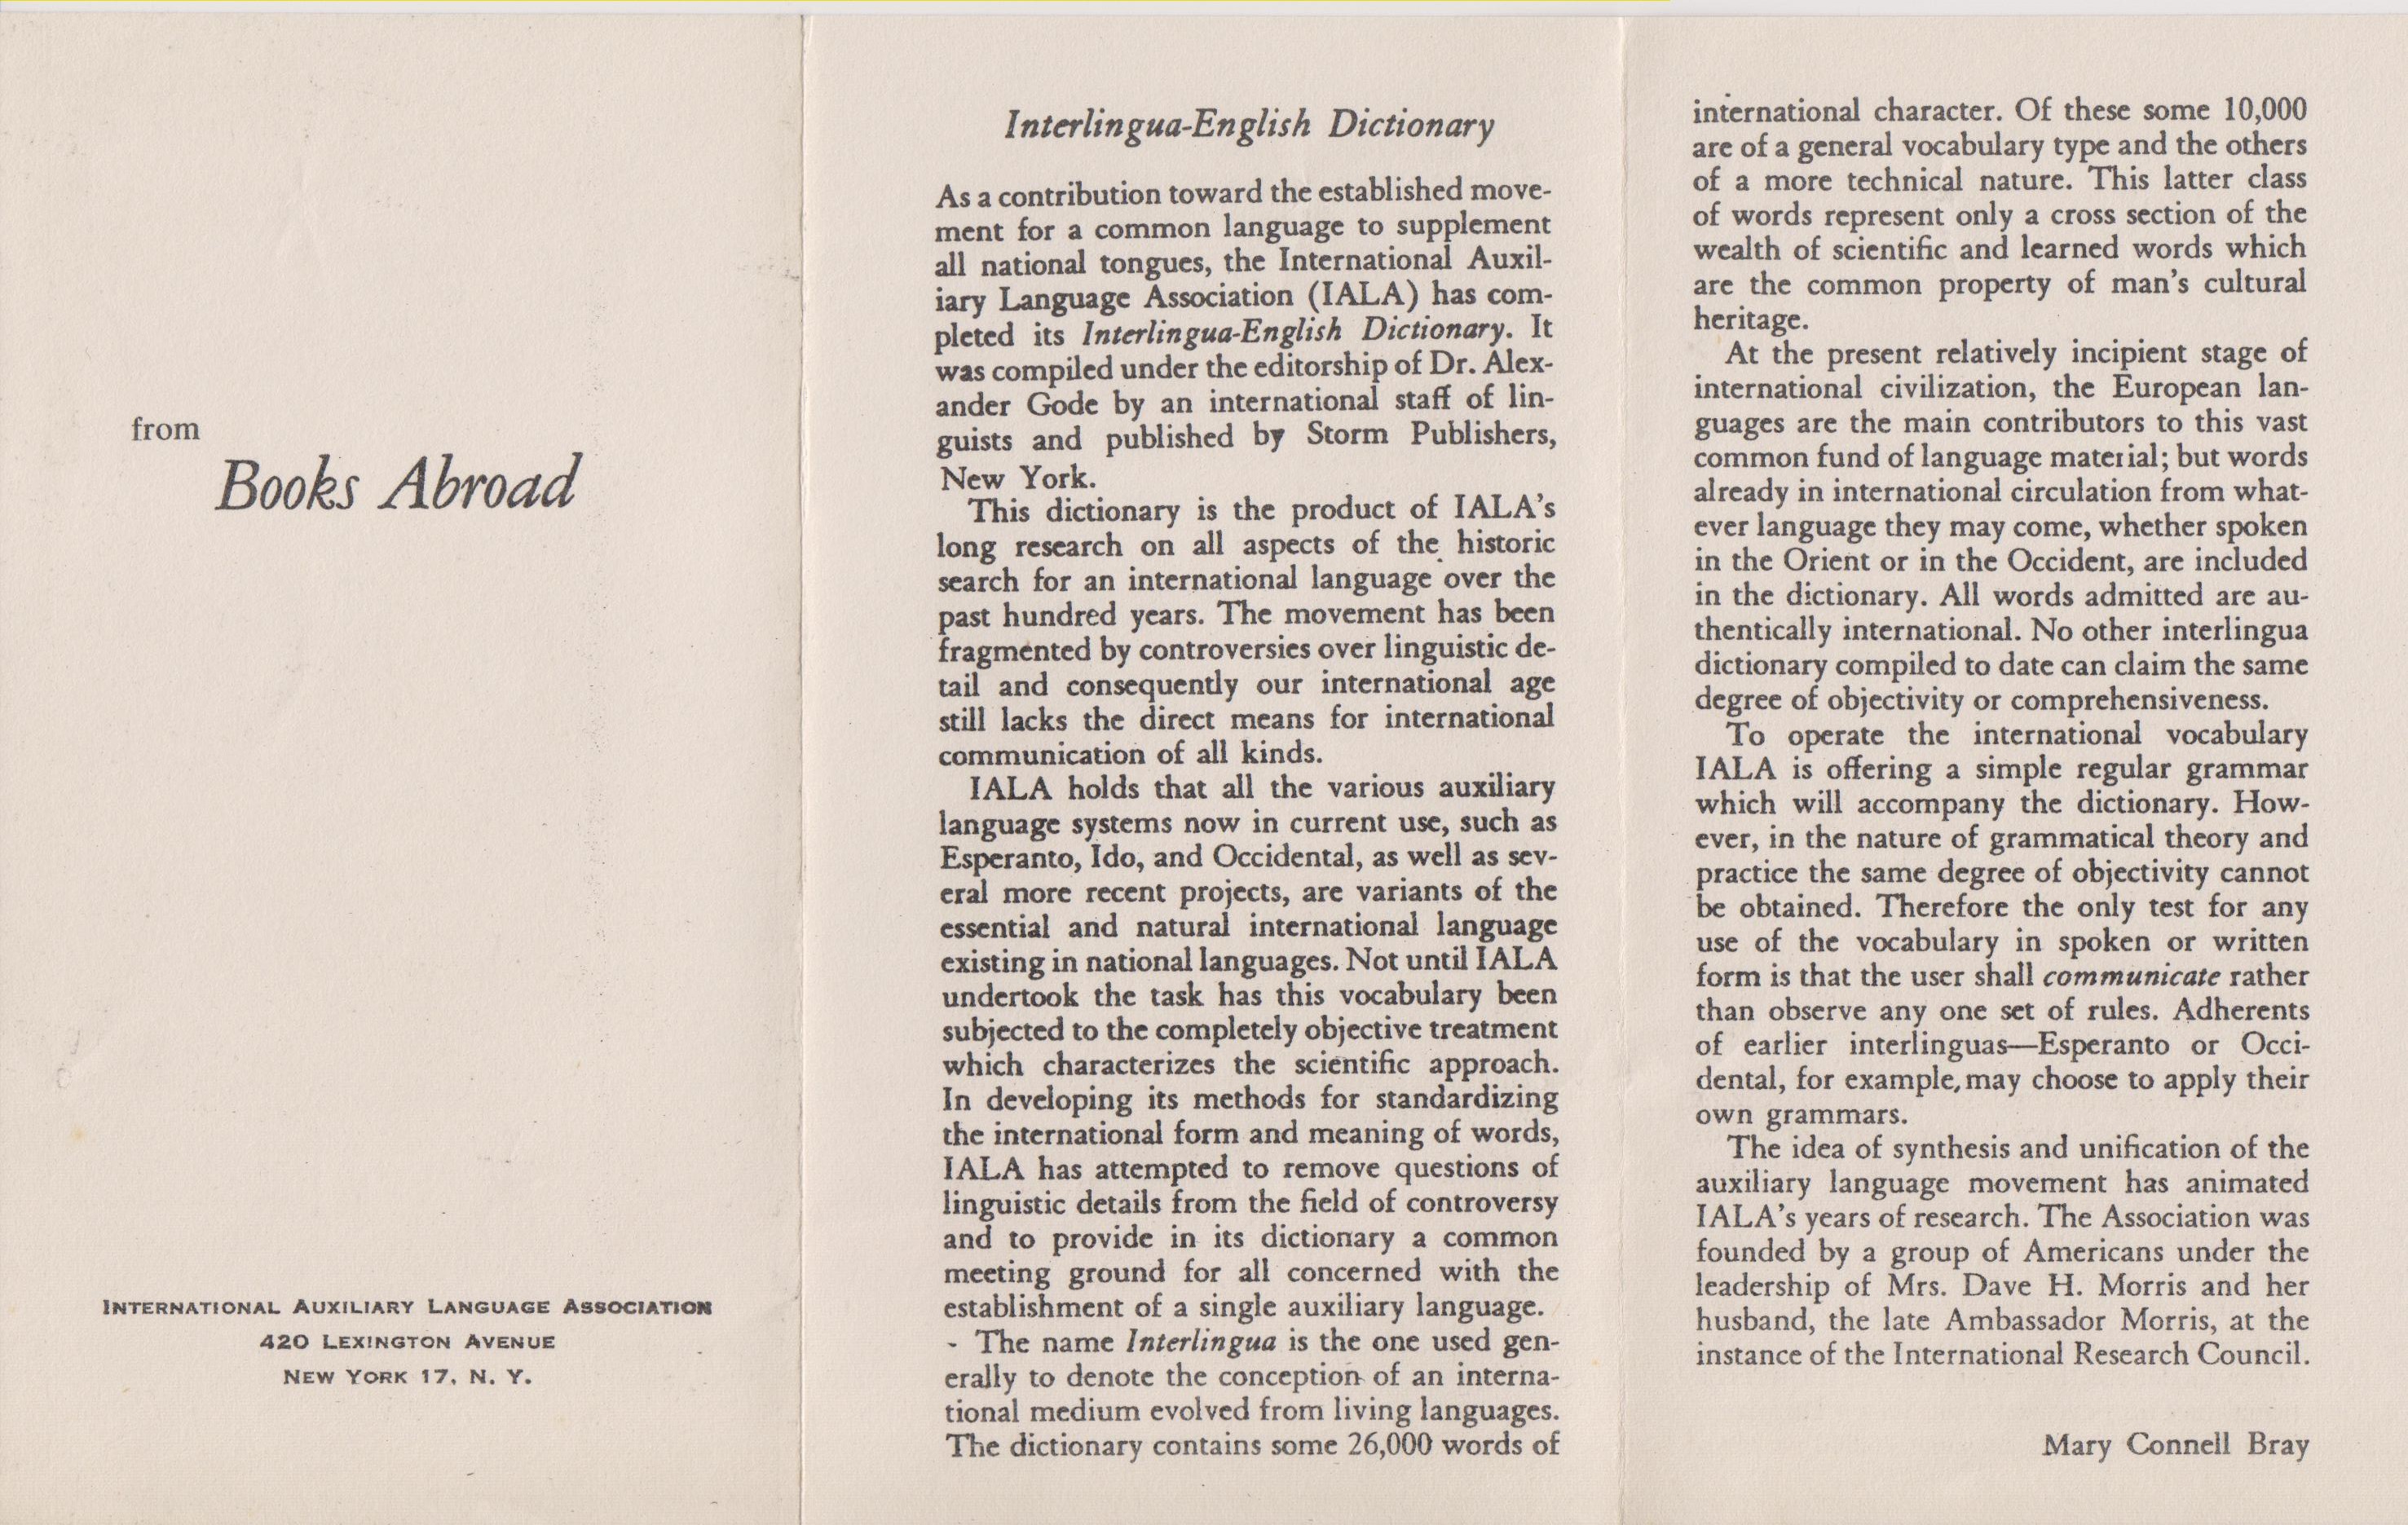 from
Books Abroad
INTERNATIONAL AUXILIARY LANGUAGE ASSOCIATION
420 LEXINGTON AVENUE
NEW YORK 17, N. Y.
Interlingua-English Dictionary
As a contribution toward the established move-
ment for a common language to supplement
all national tongues, the International Auxil-
iary Language Association (IALA) has com-
pleted its Interlingua-English Dictionary. It
was compiled under the editorship of Dr. Alex-
ander Gode by an international staff of lin-
guists and published by Storm Publishers,
New York.
This dictionary is the product of IALA's
long research on all aspects of the historic
search for an international language over the
past hundred years. The movement has been
fragmented by controversies over linguistic de-
tail and consequently our international age
still lacks the direct means for international
communication of all kinds.
IALA holds that all the various auxiliary
language systems now in current use, such as
Esperanto, Ido, and Occidental, as well as sev-
eral more recent projects, are variants of the
essential and natural international language
existing in national languages. Not until IALA
undertook the task has this vocabulary been
subjected to the completely objective treatment
which characterizes the scientific approach.
In developing its methods for standardizing
the international form and meaning of words,
IALA has attempted to remove questions of
linguistic details from the field of controversy
and to provide in its dictionary a common
meeting ground for all concerned with the
establishment of a single auxiliary language.
- The name Interlingua is the one used gen-
erally to denote the conception of an interna-
tional medium evolved from living languages.
The dictionary contains some 26,000 words of
international character. Of these some 10,000
are of a general vocabulary type and the others
of a more technical nature. This latter class
of words represent only a cross section of the
wealth of scientific and learned words which
are the common property of man's cultural
heritage.
At the present relatively incipient stage of
international civilization, the European lan-
guages are the main contributors to this vast
common fund of language material; but words
already in international circulation from what-
ever language they may come, whether spoken
in the Orient or in the Occident, are included
in the dictionary. All words admitted are au-
thentically international. No other interlingua
dictionary compiled to date can claim the same
degree of objectivity or comprehensiveness.
To operate the international vocabulary
IALA is offering a simple regular grammar
which will accompany the dictionary. How-
ever, in the nature of grammatical theory and
practice the same degree of objectivity cannot
be obtained. Therefore the only test for any
use of the vocabulary in spoken or written
form is that the user shall communicate rather
than observe any one set of rules. Adherents
of earlier interlinguas—Esperanto or Occi-
dental, for example, may choose to apply their
own grammars.
The idea of synthesis and unification of the
auxiliary language movement has animated
IALA's years of research. The Association was
founded by a group of Americans under the
leadership of Mrs. Dave H. Morris and her
husband, the late Ambassador Morris, at the
instance of the International Research Council.
Mary Connell Bray